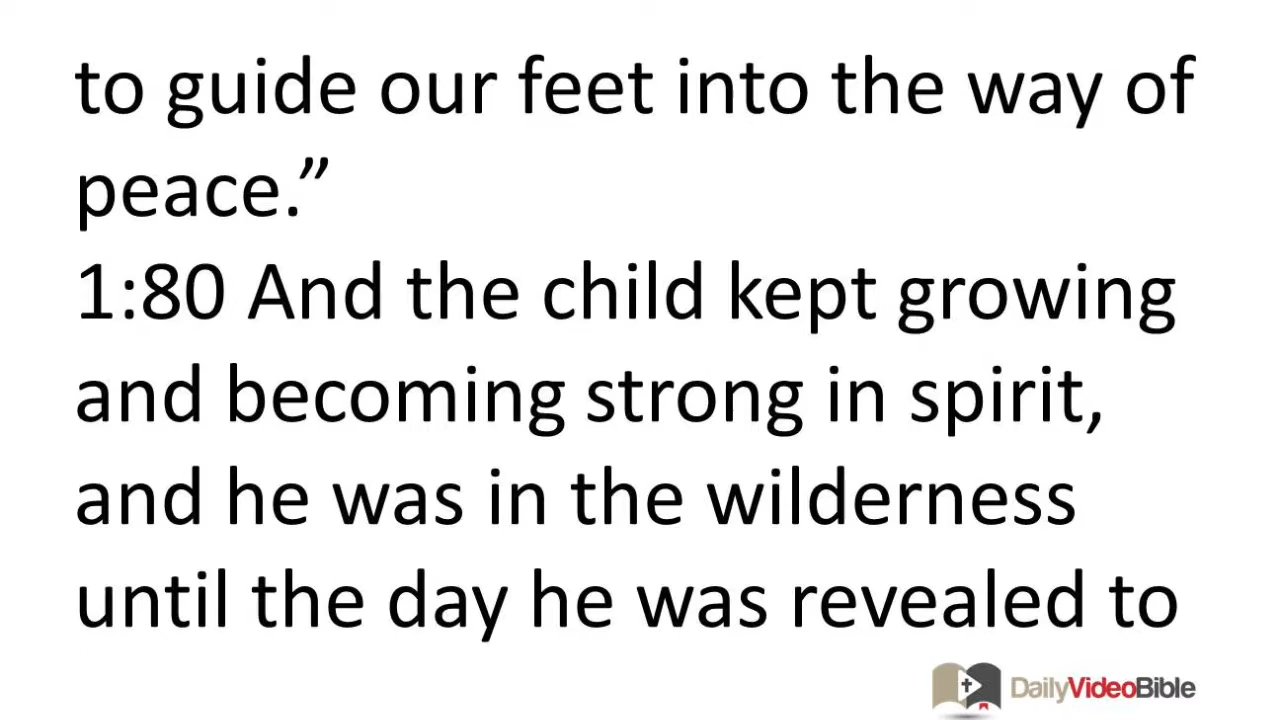 to guide our feet into the way of
peace.”
1:80 And the child kept growing
and becoming strong in spirit,
and he was in the wilderness
until the day he was revealed to
DailyVideoBible